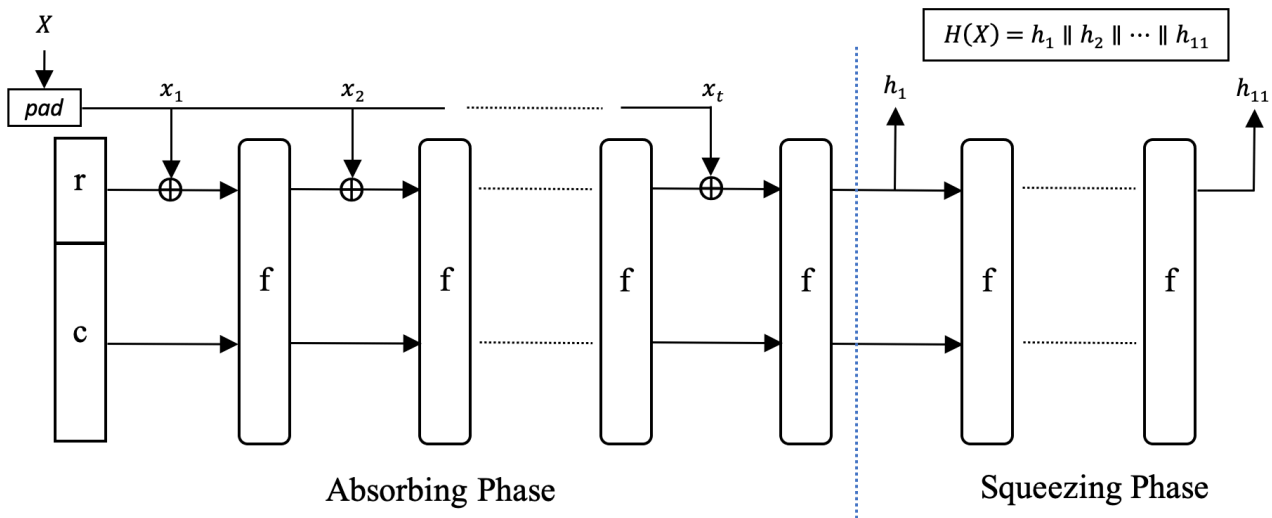 X
H(X) = h₁ ∥ h₂ ∥ ⋯ ∥ h₁₁
pad
x₁
x₂
xₜ
h₁
h₁₁
r
c
f
f
f
f
f
f
Absorbing Phase
Squeezing Phase